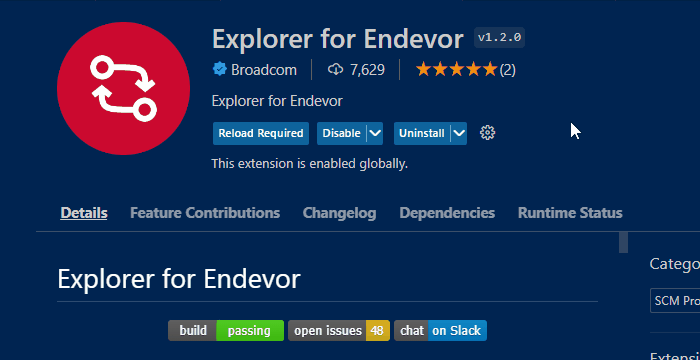 Explorer for Endevor v1.2.0
Broadcom 7,629 (2)
Explorer for Endevor
Reload Required Disable Uninstall
This extension is enabled globally.
Details Feature Contributions Changelog Dependencies Runtime Status
Explorer for Endevor
Catego
SCM Pro
build passing open issues 48 chat on Slack
Extensi